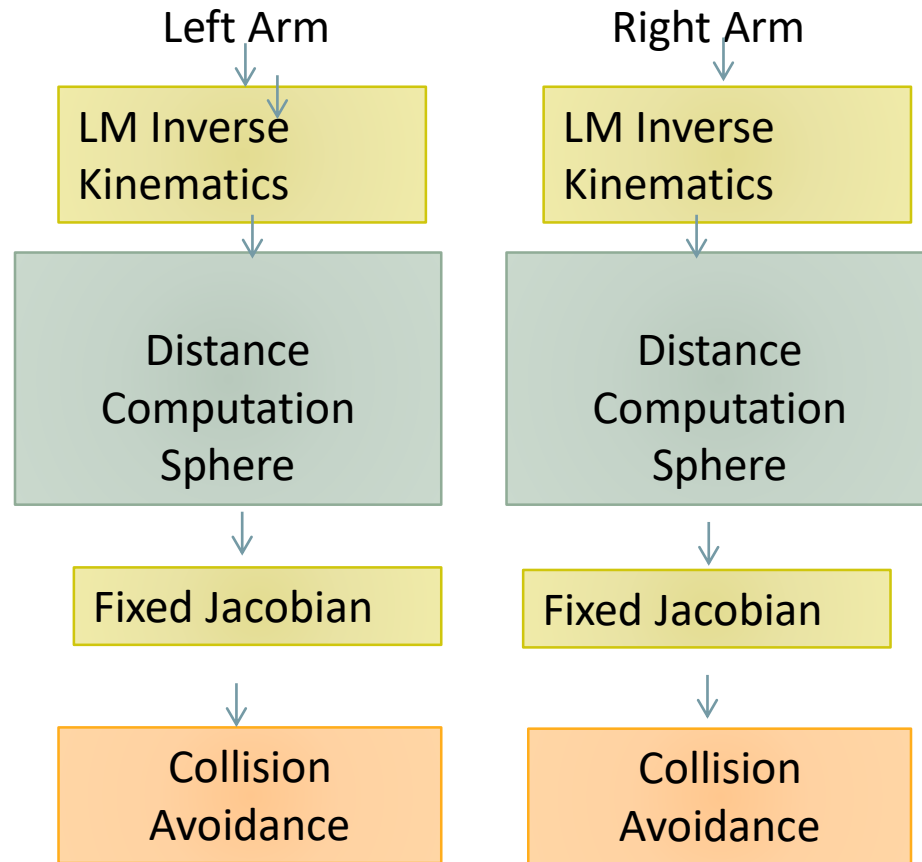 Left Arm
LM Inverse
Kinematics
Distance
Computation
Sphere
Fixed Jacobian
Collision
Avoidance
Right Arm
LM Inverse
Kinematics
Distance
Computation
Sphere
Fixed Jacobian
Collision
Avoidance